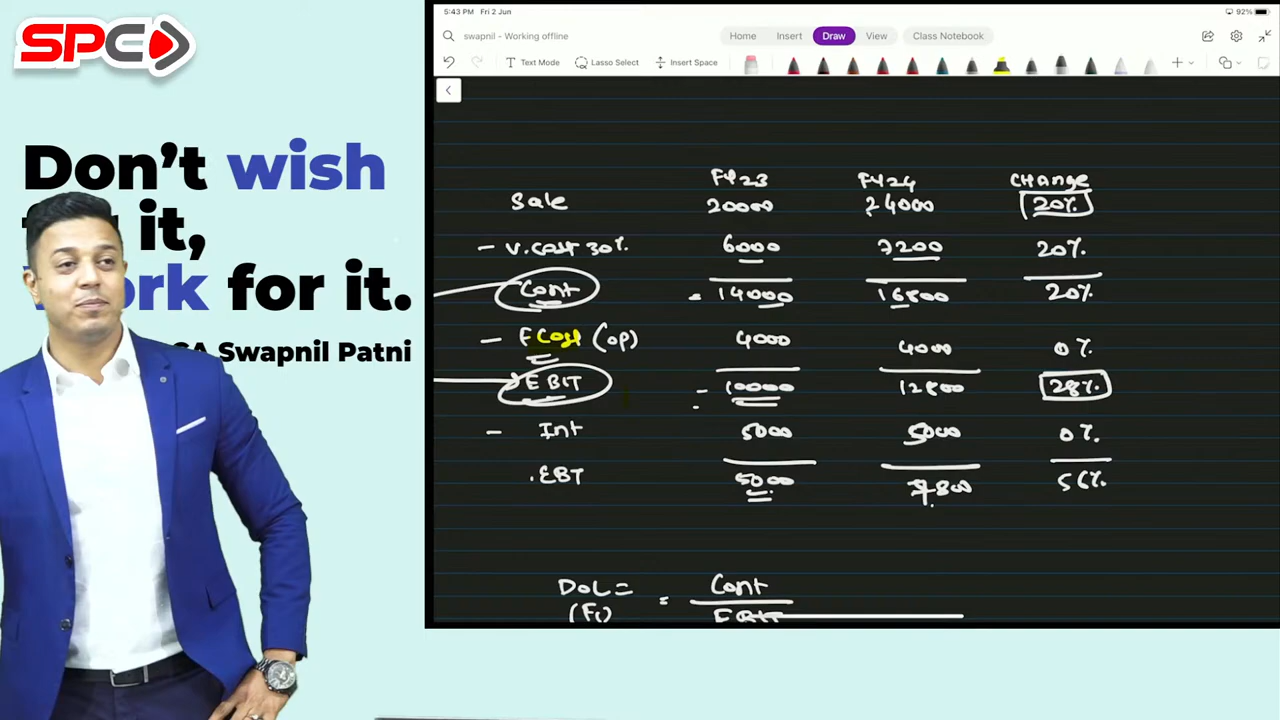 SPC
Don't wish
for it,
Work for it.
CA Swapnil Patni
5:43 PM Fri 2 Jun
92%
swapnil - Working offline
Home Insert Draw View Class Notebook
Text Mode Lasso Select Insert Space
FY23 FY24 CHange
Sale 20000 24000 20%
- V.Cost 30% 6000 7200 20%
Cont = 14000 16800 20%
- F Cost (op) 4000 4000 0%
EBIT = 10000 12800 28%
- Int 5000 5000 0%
.EBT 5000 7800 56%
DOL = = Cont
EBIT